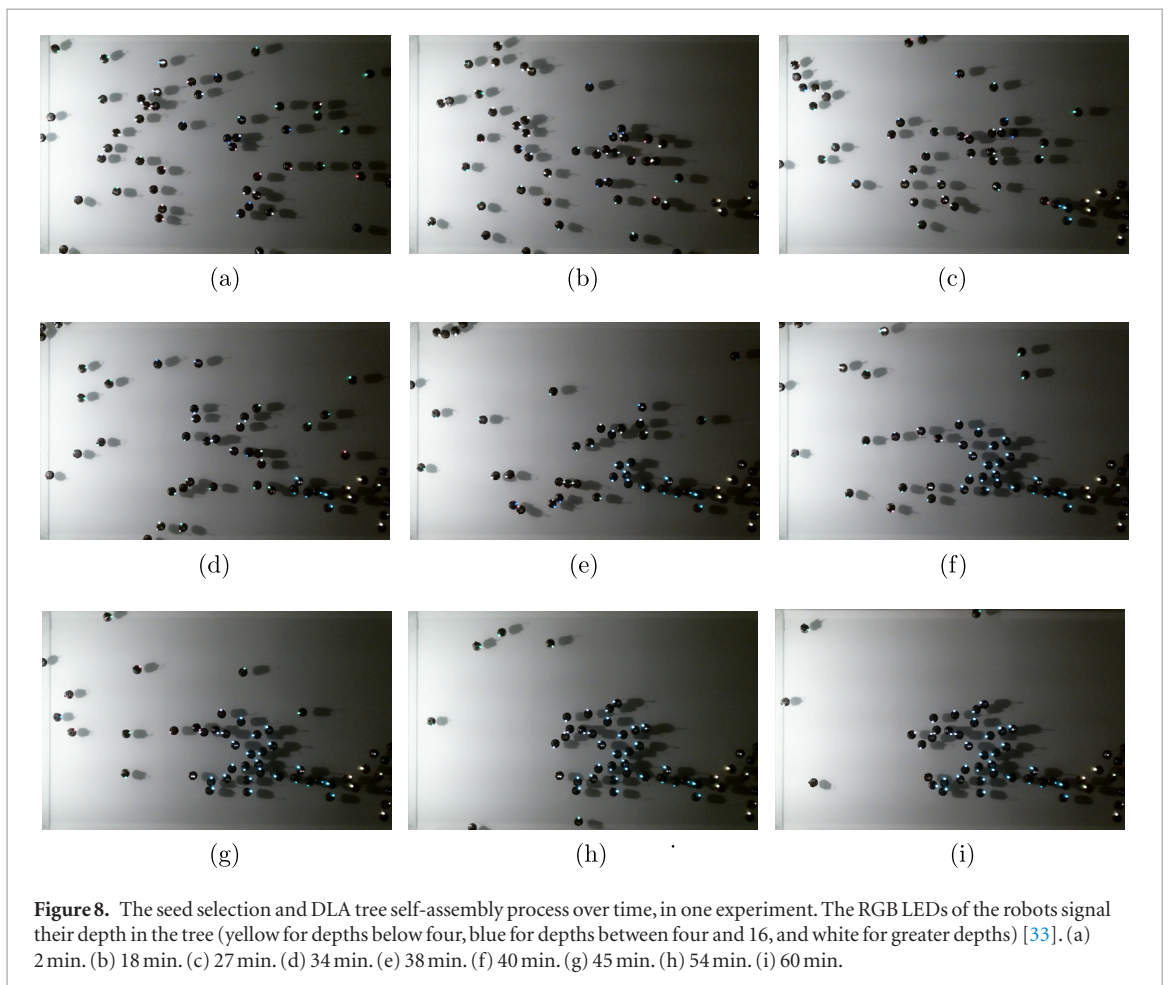 (a)
(b)
(c)
(d)
(e)
(f)
(g)
(h)
(i)
Figure 8. The seed selection and DLA tree self-assembly process over time, in one experiment. The RGB LEDs of the robots signal
their depth in the tree (yellow for depths below four, blue for depths between four and 16, and white for greater depths) [33]. (a)
2 min. (b) 18 min. (c) 27 min. (d) 34 min. (e) 38 min. (f) 40 min. (g) 45 min. (h) 54 min. (i) 60 min.